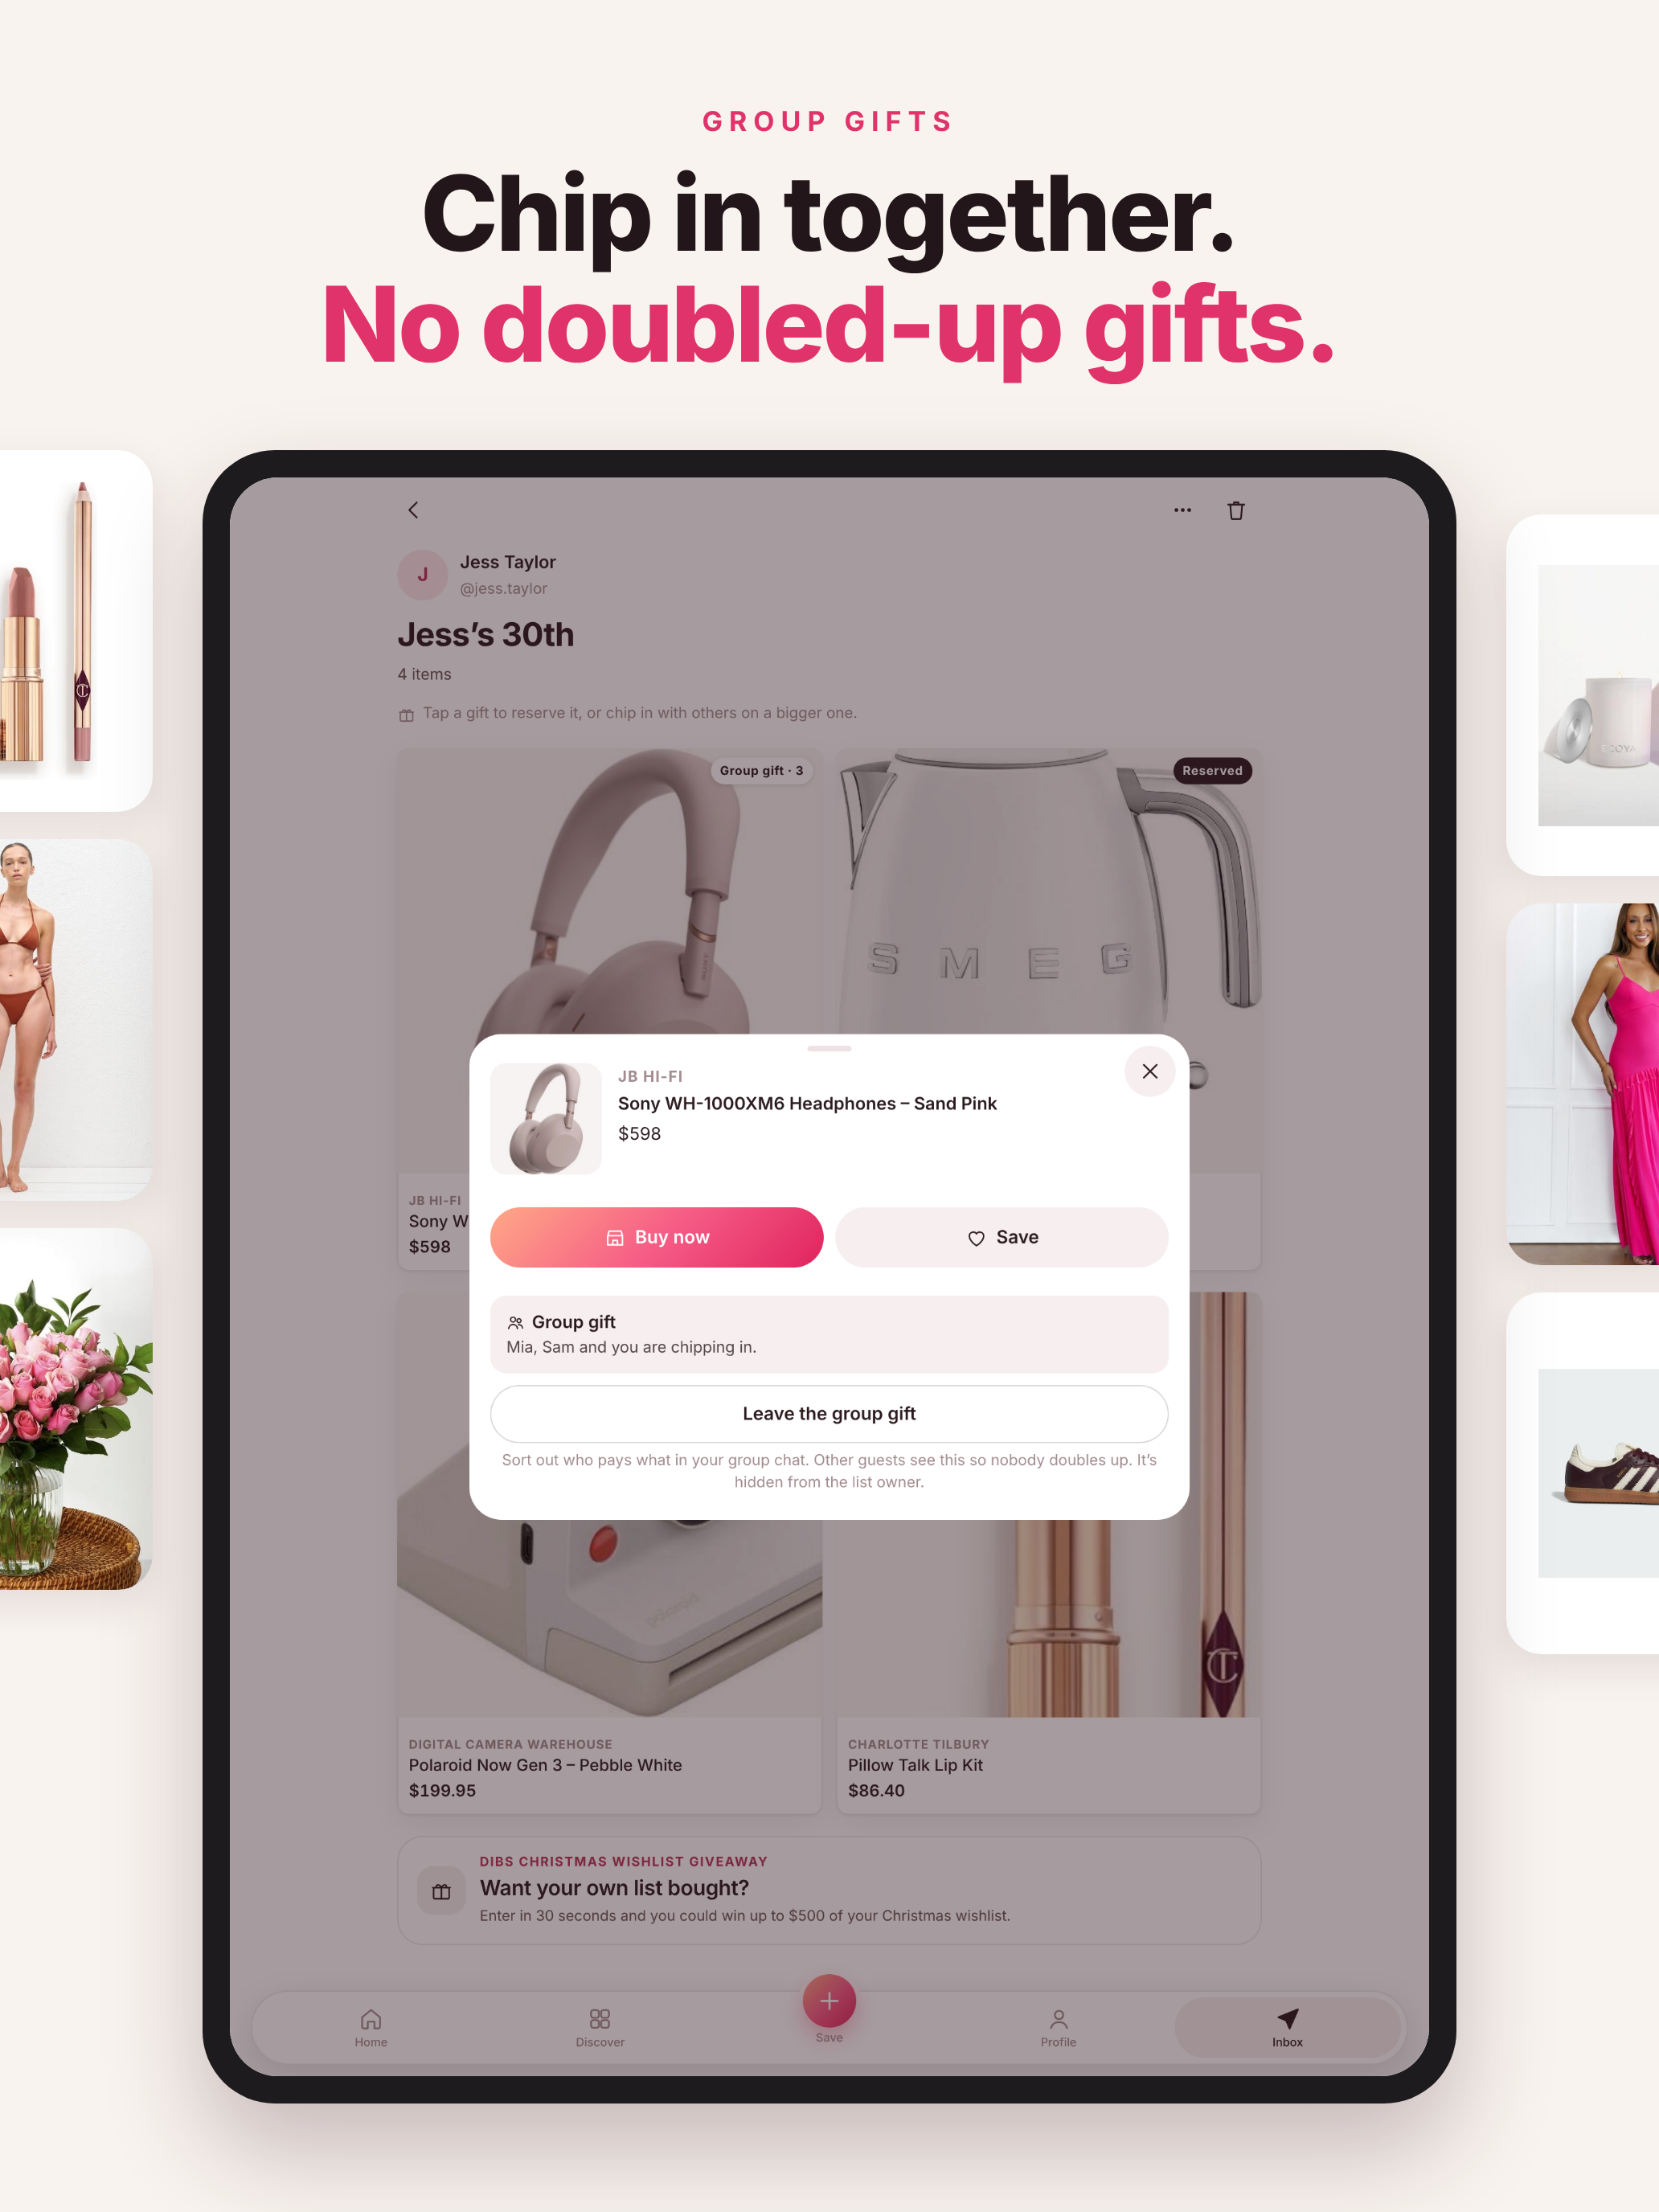 GROUP GIFTS
Chip in together.
No doubled-up gifts.
J
Jess Taylor
@jess.taylor
Jess’s 30th
4 items
Tap a gift to reserve it, or chip in with others on a bigger one.
Group gift · 3
Reserved
SONY
SMEG
ECOYA
JB HI-FI
Sony WH-1000XM6 Headphones – Sand Pink
$598
Buy now
Save
Group gift
Mia, Sam and you are chipping in.
Leave the group gift
Sort out who pays what in your group chat. Other guests see this so nobody doubles up. It’s
hidden from the list owner.
JB HI-FI
Sony W
$598
polaroid
CT
DIGITAL CAMERA WAREHOUSE
Polaroid Now Gen 3 – Pebble White
$199.95
CHARLOTTE TILBURY
Pillow Talk Lip Kit
$86.40
DIBS CHRISTMAS WISHLIST GIVEAWAY
Want your own list bought?
Enter in 30 seconds and you could win up to $500 of your Christmas wishlist.
Home
Discover
Save
Profile
Inbox